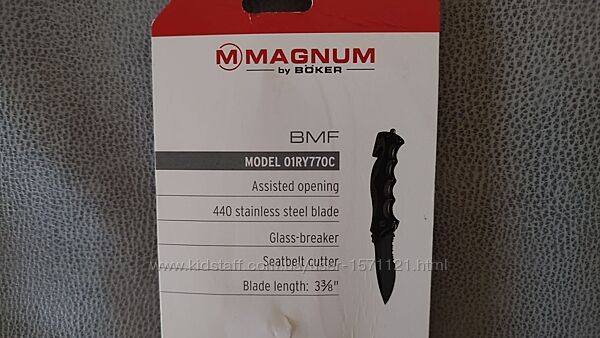 M MAGNUM
by BÖKER
BMF
MODEL 01RY770C
Assisted opening
440 stainless steel blade
Glass-breaker
Seatbelt cutter
Blade length: 3⅜"